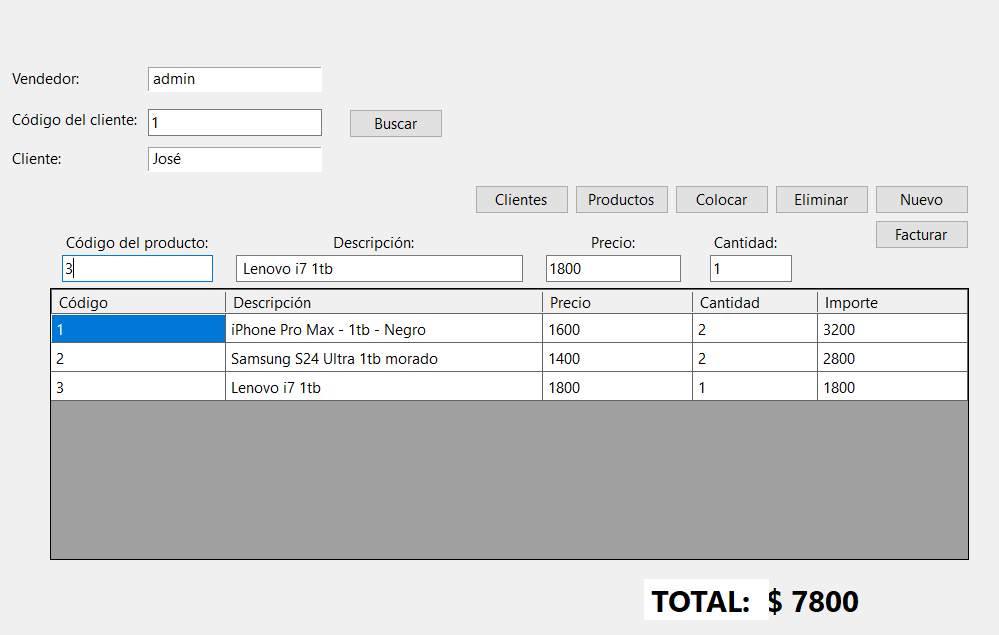 Vendedor: admin
Código del cliente: 1 Buscar
Cliente: José
Clientes Productos Colocar Eliminar Nuevo
Facturar
Código del producto: Descripción: Precio: Cantidad:
3 Lenovo i7 1tb 1800 1
Código Descripción Precio Cantidad Importe
1 iPhone Pro Max - 1tb - Negro 1600 2 3200
2 Samsung S24 Ultra 1tb morado 1400 2 2800
3 Lenovo i7 1tb 1800 1 1800
TOTAL: $ 7800